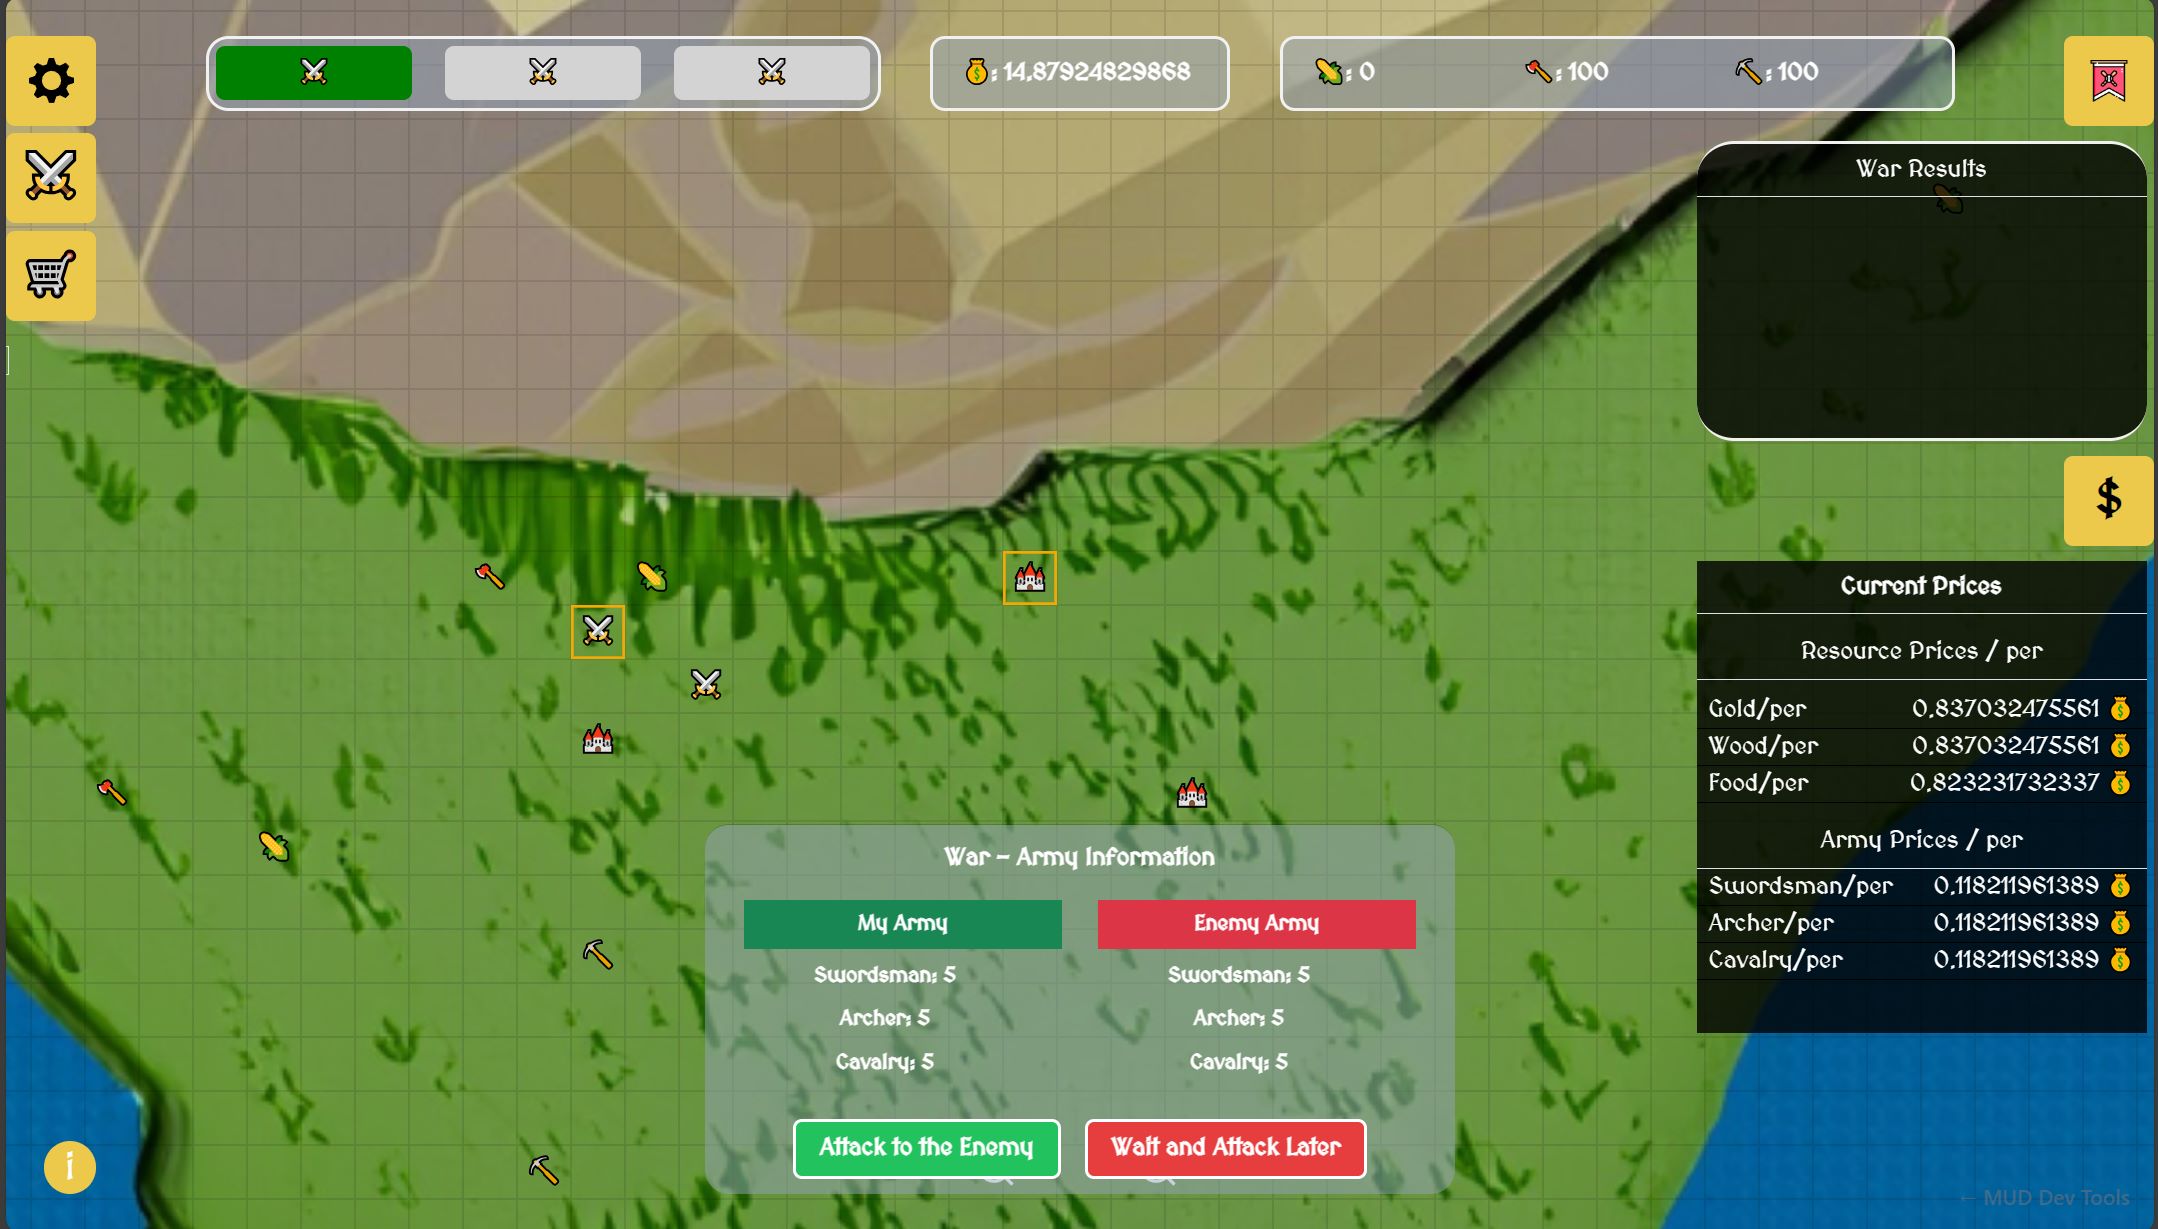 : 14.87924829868
: 0
: 100
: 100
War Results
$
Current Prices
Resource Prices / per
Gold/per 0.837032475561
Wood/per 0.837032475561
Food/per 0.823231732337
Army Prices / per
Swordsman/per 0.118211961389
Archer/per 0.118211961389
Cavalry/per 0.118211961389
War - Army Information
My Army
Enemy Army
Swordsman: 5
Swordsman: 5
Archer: 5
Archer: 5
Cavalry: 5
Cavalry: 5
Attack to the Enemy
Wait and Attack Later
i
← MUD Dev Tools